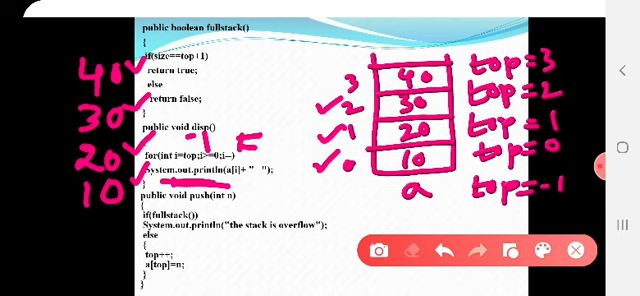 public boolean fullstack()
{
if(size==top+1)
return true;
else
return false;
}
public void disp()
-1
for(int i=top;i>=0;i--)
System.out.println(a[i]+ "  ");
}
public void push(int n)
{
if(fullstack())
System.out.println("the stack is overflow");
else
{
top++;
a[top]=n;
}
}
40
30
20
10
3 40 top=3
2 30 top=2
1 20 top=1
0 10 top=0
a top=-1